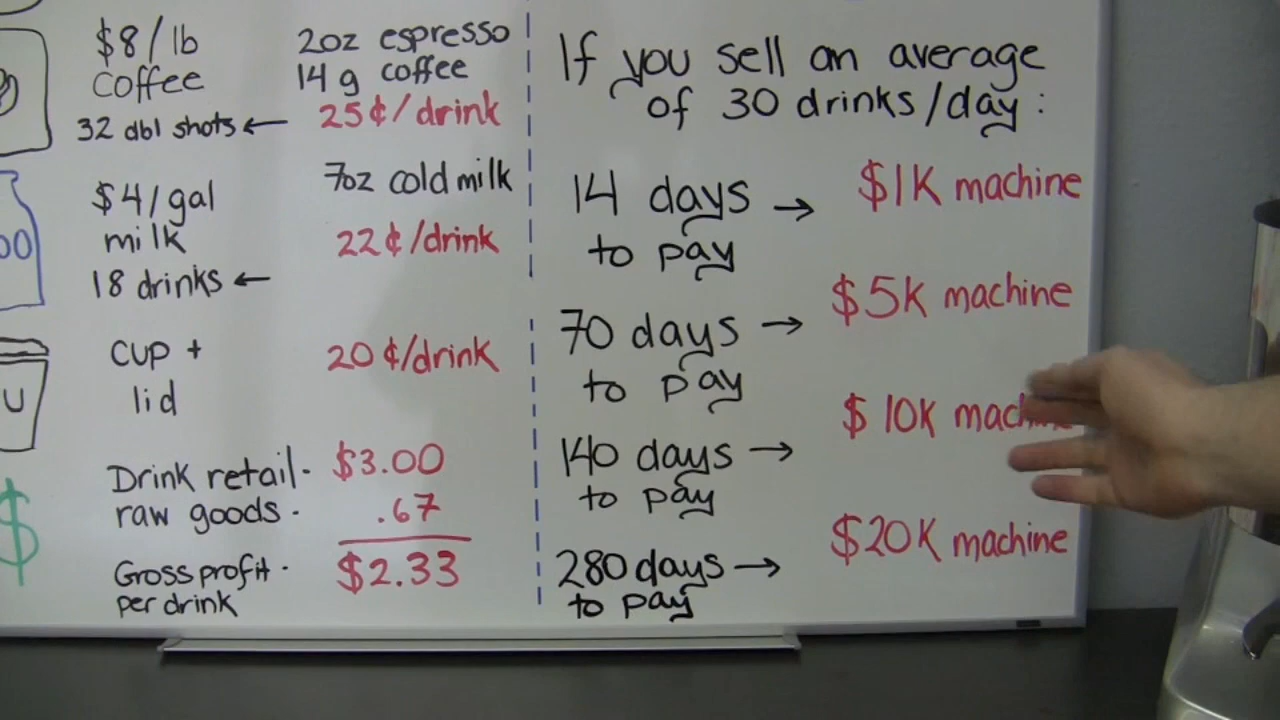 $8/lb
coffee
32 dbl shots ←
2oz espresso
14 g coffee
25¢/drink
$4/gal
milk
18 drinks ←
7oz cold milk
22¢/drink
cup +
lid
20¢/drink
Drink retail - $3.00
raw goods - .67
Gross profit - $2.33
per drink
00
U
$
If you sell an average
of 30 drinks/day:
14 days → $1K machine
to pay
70 days → $5K machine
to pay
140 days → $10K mach
to pay
280 days → $20K machine
to pay